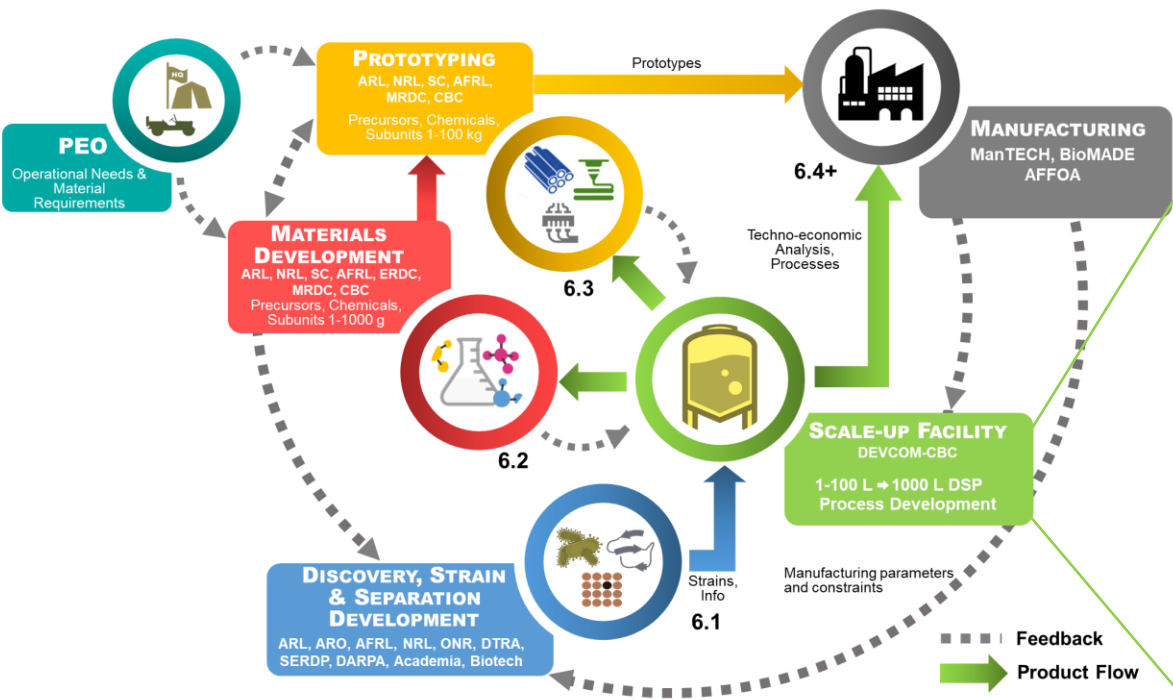 PROTOTYPING
ARL, NRL, SC, AFRL,
MRDC, CBC
Precursors, Chemicals,
Subunits 1-100 kg
Prototypes
HQ
PEO
Operational Needs &
Material
Requirements
MANUFACTURING
ManTECH, BioMADE
AFFOA
6.4+
MATERIALS
DEVELOPMENT
ARL, NRL, SC, AFRL, ERDC,
MRDC, CBC
Precursors, Chemicals,
Subunits 1-1000 g
Techno-economic
Analysis,
Processes
6.3
6.2
SCALE-UP FACILITY
DEVCOM-CBC
1-100 L ➡ 1000 L DSP
Process Development
DISCOVERY, STRAIN
& SEPARATION
DEVELOPMENT
ARL, ARO, AFRL, NRL, ONR, DTRA,
SERDP, DARPA, Academia, Biotech
Strains,
Info
6.1
Manufacturing parameters
and constraints
Feedback
Product Flow